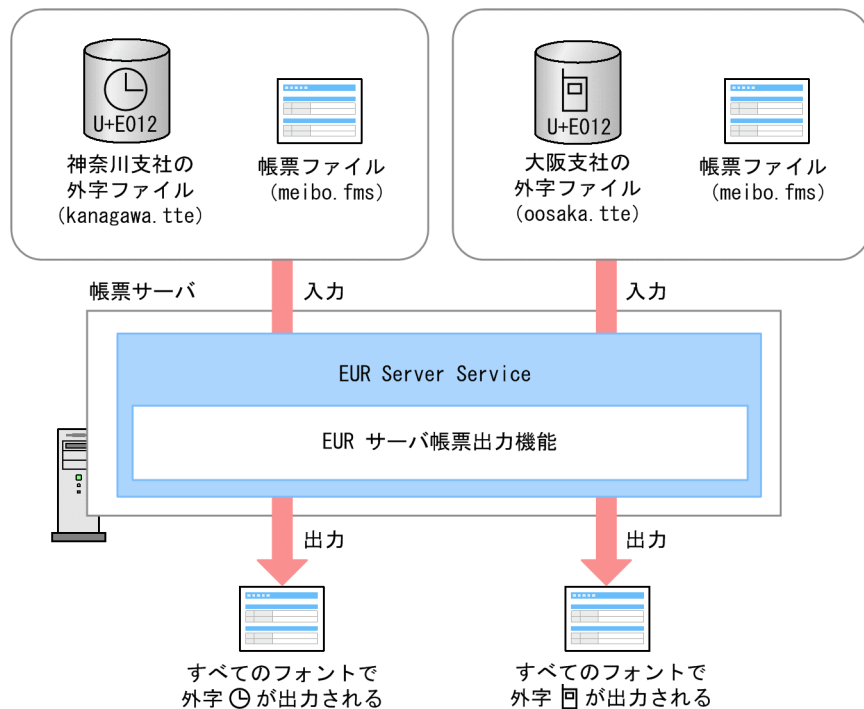 U+E012
神奈川支社の
外字ファイル
(kanagawa.tte)
帳票ファイル
(meibo.fms)
U+E012
大阪支社の
外字ファイル
(oosaka.tte)
帳票ファイル
(meibo.fms)
帳票サーバ
入力
入力
EUR Server Service
EUR サーバ帳票出力機能
出力
出力
すべてのフォントで
外字 が出力される
すべてのフォントで
外字 が出力される